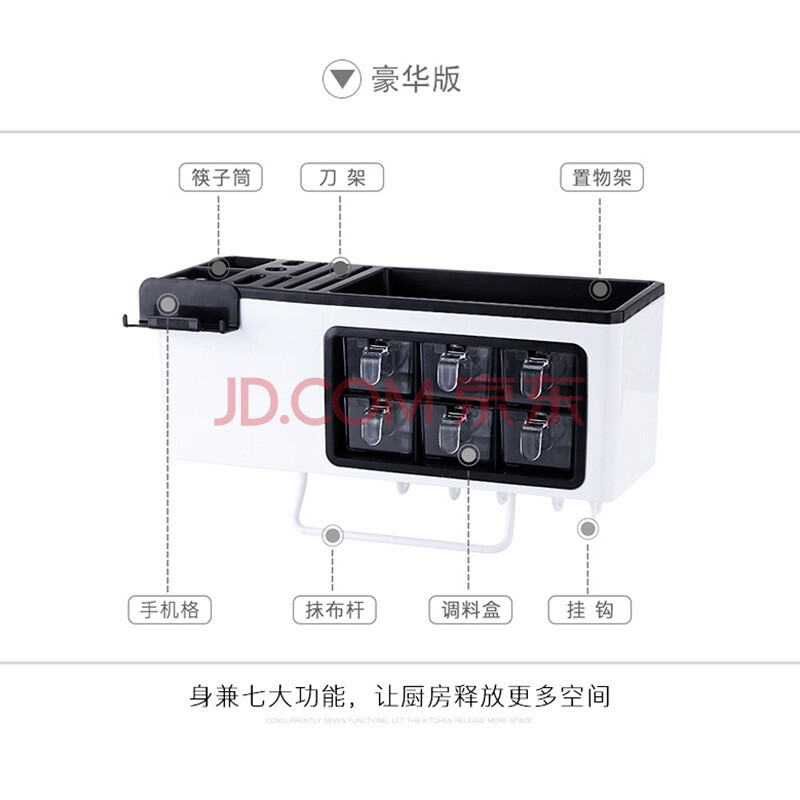 豪华版
筷子筒
刀 架
置物架
JD.COM 京东
手机格
抹布杆
调料盒
挂 钩
身兼七大功能，让厨房释放更多空间
CONCURRENTLY SEVEN FUNCTIONS, LET THE KITCHEN RELEASE MORE SPACE